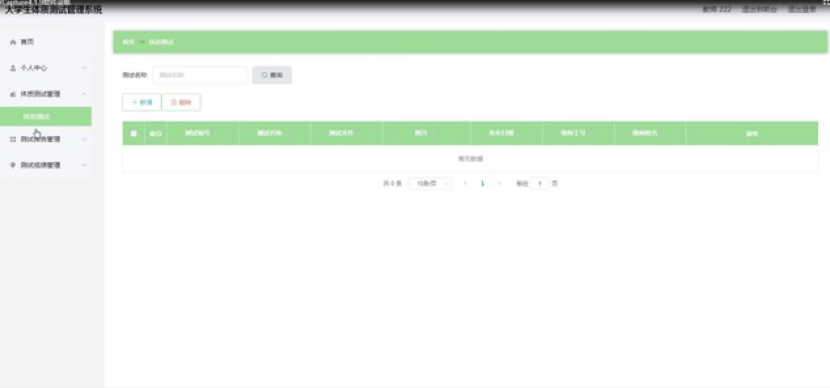 大学生体质测试管理系统
教师 222 退出到前台 退出登录
首页
个人中心
体质测试管理
体质测试
测试报告管理
测试成绩管理
首页 体质测试
测试名称 测试名称 查询
+ 新增 删除
测试编号 测试名称 测试文件 照片 发布日期 教师工号 教师姓名 操作
暂无数据
共 0 条 10条/页 < 1 > 前往 1 页